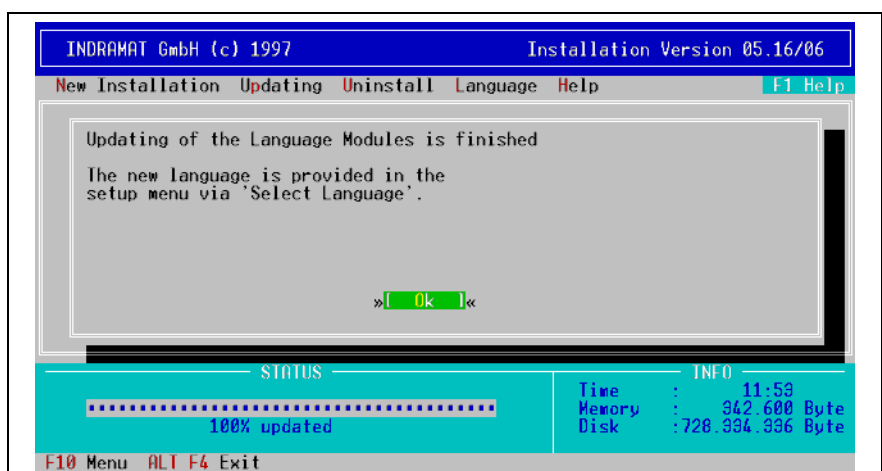 INDRAMAT GmbH (c) 1997 Installation Version 05.16/06
New Installation Updating Uninstall Language Help F1 Help
Updating of the Language Modules is finished
The new language is provided in the
setup menu via 'Select Language'.
»[ Ok ]«
STATUS
100% updated
INFO
Time : 11:53
Memory : 342.600 Byte
Disk :728.334.336 Byte
F10 Menu ALT F4 Exit